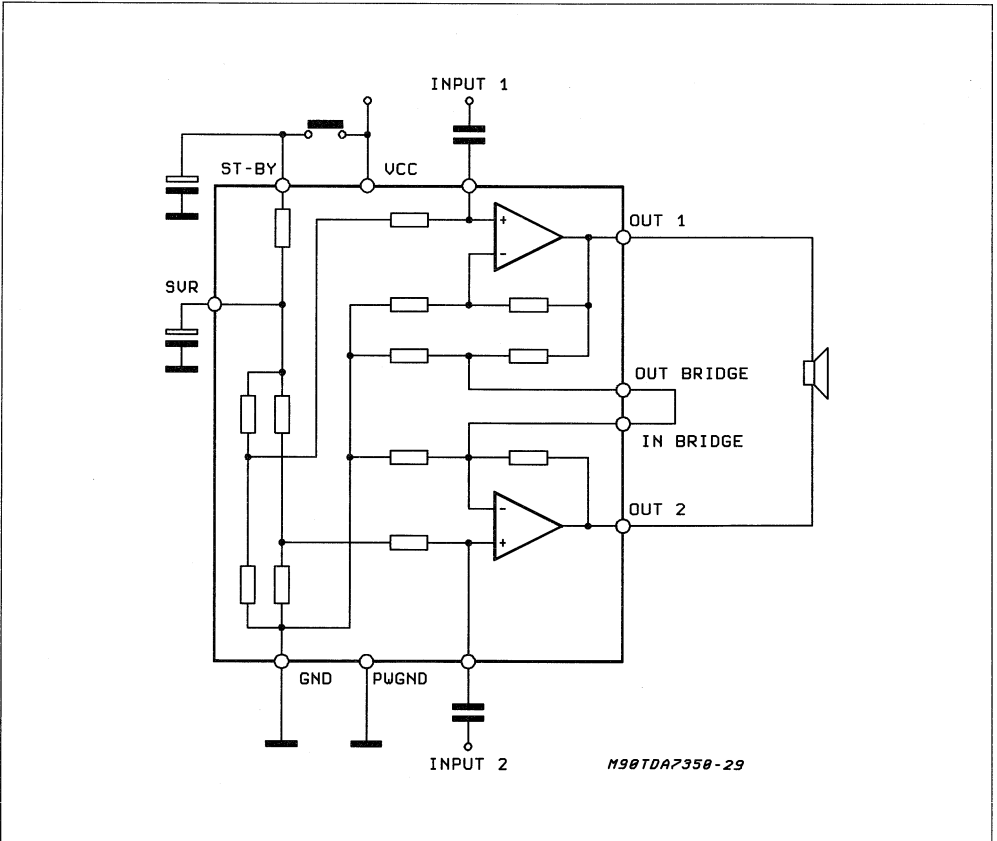 INPUT 1
ST-BY
VCC
OUT 1
SVR
OUT BRIDGE
IN BRIDGE
OUT 2
GND
PWGND
INPUT 2
M90TDA7350-29